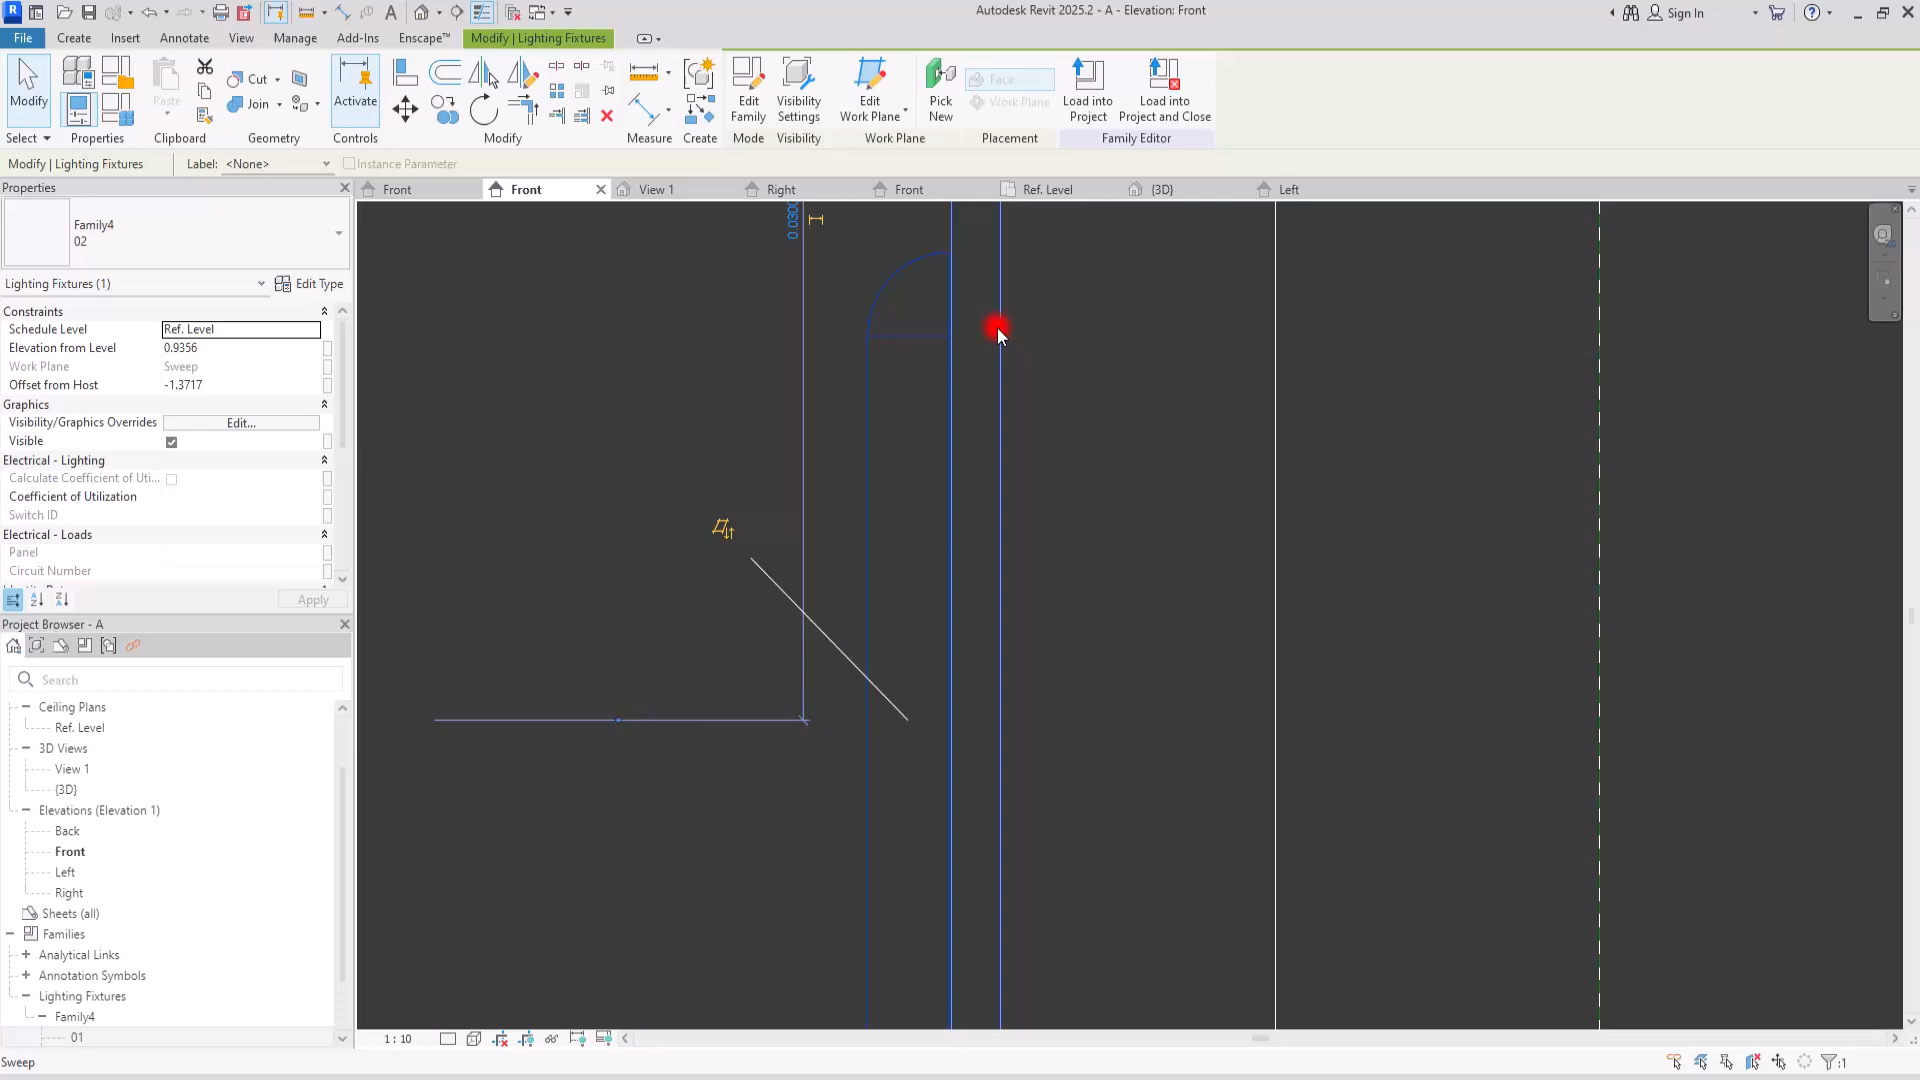 Autodesk Revit 2025.2 - A - Elevation: Front
Sign In
File Create Insert Annotate View Manage Add-Ins Enscape™ Modify | Lighting Fixtures
Modify
Paste
Cut
Join
Activate
Edit Family
Visibility Settings
Edit Work Plane
Pick New
Face
Work Plane
Load into Project
Load into Project and Close
Select Properties Clipboard Geometry Controls Modify Measure Create Mode Visibility Work Plane Placement Family Editor
Modify | Lighting Fixtures Label: <None> Instance Parameter
Properties
Front Front View 1 Right Front Ref. Level {3D} Left
Family4
02
Lighting Fixtures (1) Edit Type
Constraints
Schedule Level Ref. Level
Elevation from Level 0.9356
Work Plane Sweep
Offset from Host -1.3717
Graphics
Visibility/Graphics Overrides Edit...
Visible
Electrical - Lighting
Calculate Coefficient of Uti...
Coefficient of Utilization
Switch ID
Electrical - Loads
Panel
Circuit Number
Apply
Project Browser - A
Search
Ceiling Plans
Ref. Level
3D Views
View 1
{3D}
Elevations (Elevation 1)
Back
Front
Left
Right
Sheets (all)
Families
Analytical Links
Annotation Symbols
Lighting Fixtures
Family4
01
0.0300
1 : 10
Sweep
:1